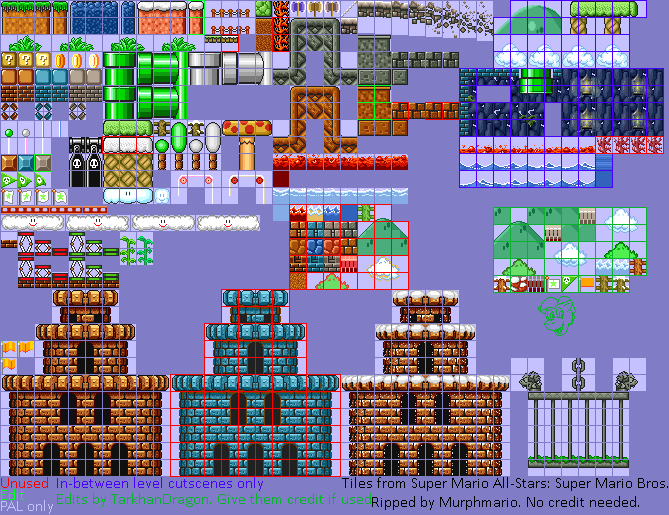 Unused In-between level cutscenes only
Edits by TarkhanDragon. Give them credit if used.
PAL only
Tiles from Super Mario All-Stars: Super Mario Bros.
Ripped by Murphmario. No credit needed.